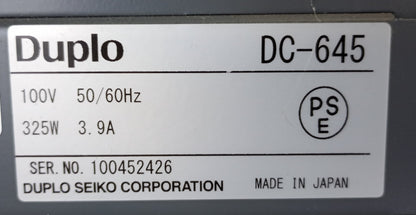 Duplo DC-645
100V 50/60Hz
325W 3.9A
PS
E
SER. NO. 100452426
DUPLO SEIKO CORPORATION MADE IN JAPAN